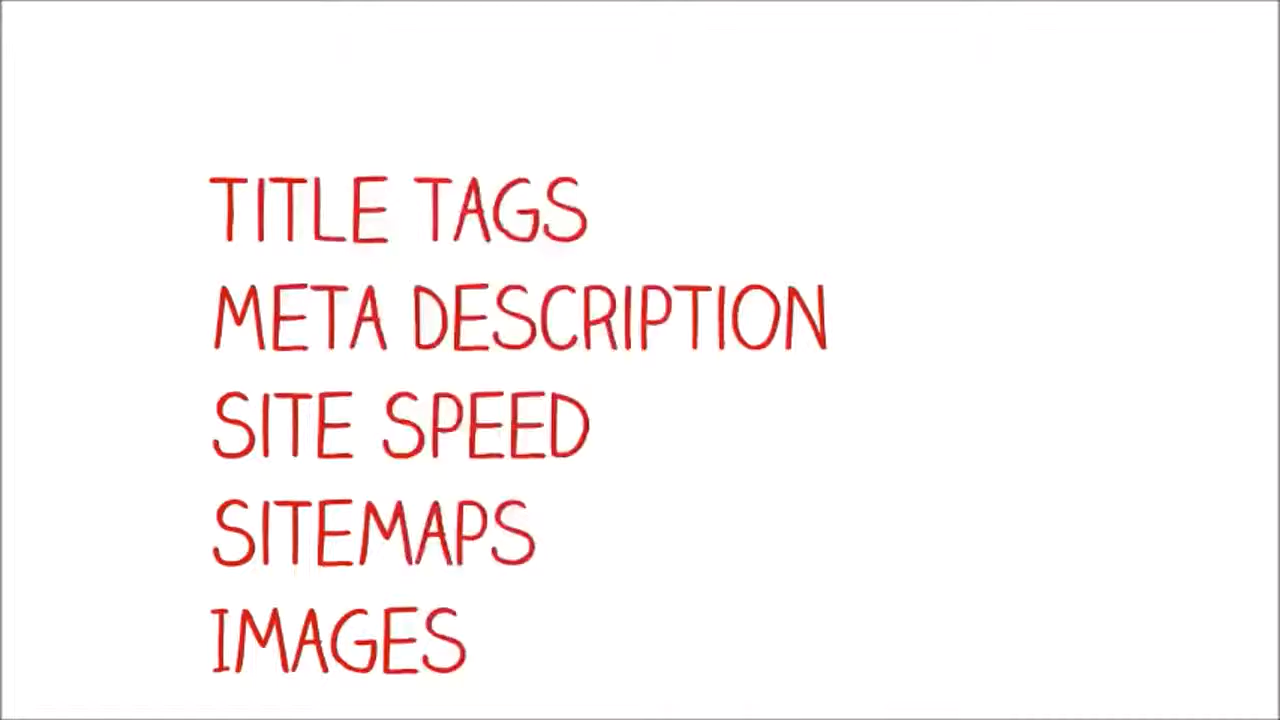 TITLE TAGS
META DESCRIPTION
SITE SPEED
SITEMAPS
IMAGES